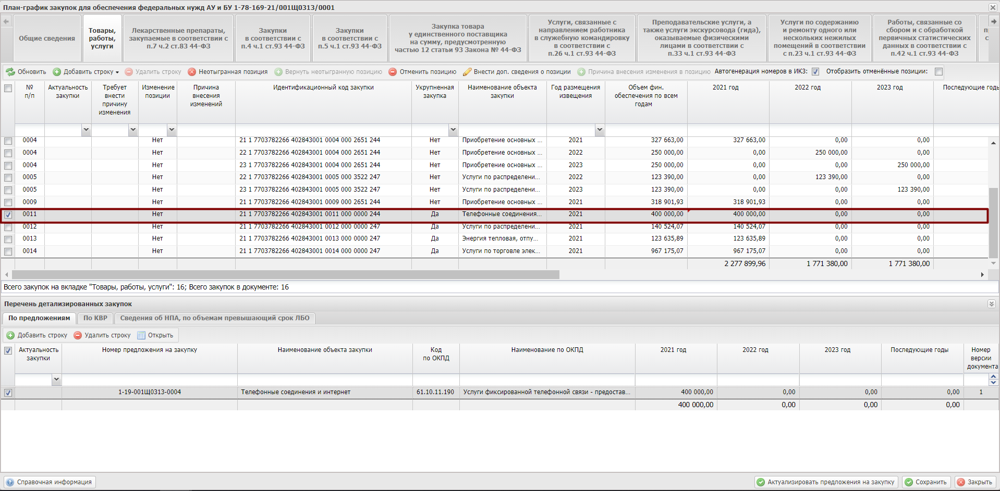 План-график закупок для обеспечения федеральных нужд АУ и БУ 1-78-169-21/001Щ0313/0001
Общие сведения
Товары,
работы,
услуги
Лекарственные препараты,
закупаемые в соответствии с
п.7 ч.2 ст.83 44-ФЗ
Закупки
в соответствии с
п.4 ч.1 ст.93 44-ФЗ
Закупки
в соответствии с
п.5 ч.1 ст.93 44-ФЗ
Закупка товара
у единственного поставщика
на сумму, предусмотренную
частью 12 статьи 93 Закона № 44-ФЗ
Услуги, связанные с
направлением работника
в служебную командировку
в соответствии с
п.26 ч.1 ст.93 44-ФЗ
Преподавательские услуги, а
также услуги экскурсовода (гида),
оказываемые физическими
лицами в соответствии с
п.33 ч.1 ст.93 44-ФЗ
Услуги по содержанию
и ремонту одного или
нескольких нежилых
помещений в соответствии
с п.23 ч.1 ст.93 44-ФЗ
Работы, связанные со
сбором и с обработкой
первичных статистических
данных в соответствии с
п.42 ч.1 ст.93 44-ФЗ
Обновить Добавить строку Удалить строку Неотыгранная позиция Вернуть неотыгранную позицию Отменить позицию Внести доп. сведения о позиции Причина внесения изменения в позицию Автогенерация номеров в ИКЗ: Отобразить отменённые позиции:
№
п/п
Актуальность
закупки
Требует
внести
причину
изменения
Изменение
позиции
Причина
внесения
изменений
Идентификационный код закупки
Укрупненная
закупка
Наименование объекта
закупки
Год размещения
извещения
Объем фин.
обеспечения по всем
годам
2021 год
2022 год
2023 год
Последующие годы
0004 Нет 21 1 7703782266 402843001 0004 000 2651 244 Нет Приобретение основных ... 2021 327 663,00 327 663,00 0,00 0,00
0004 Нет 22 1 7703782266 402843001 0004 000 2651 244 Нет Приобретение основных ... 2022 250 000,00 0,00 250 000,00 0,00
0004 Нет 23 1 7703782266 402843001 0004 000 2651 244 Нет Приобретение основных ... 2023 250 000,00 0,00 0,00 250 000,00
0005 Нет 22 1 7703782266 402843001 0005 000 3522 247 Нет Услуги по распределени... 2022 123 390,00 0,00 123 390,00 0,00
0005 Нет 23 1 7703782266 402843001 0005 000 3522 247 Нет Услуги по распределени... 2023 123 390,00 0,00 0,00 123 390,00
0009 Нет 21 1 7703782266 402843001 0009 000 2651 244 Нет Приобретение основных ... 2021 318 901,93 318 901,93 0,00 0,00
0011 Нет 21 1 7703782266 402843001 0011 000 0000 244 Да Телефонные соединения... 2021 400 000,00 400 000,00 0,00 0,00
0012 Нет 21 1 7703782266 402843001 0012 000 0000 247 Да Услуги по распределени... 2021 140 524,07 140 524,07 0,00 0,00
0013 Нет 21 1 7703782266 402843001 0013 000 0000 247 Да Энергия тепловая, отпу... 2021 123 635,89 123 635,89 0,00 0,00
0014 Нет 21 1 7703782266 402843001 0014 000 0000 247 Да Услуги по торговле элек... 2021 967 175,07 967 175,07 0,00 0,00
2 277 899,96 1 771 380,00 1 771 380,00
Всего закупок на вкладке "Товары, работы, услуги": 16; Всего закупок в документе: 16
Перечень детализированных закупок
По предложениям По КВР Сведения об НПА, по объемам превышающий срок ЛБО
Добавить строку Удалить строку Открыть
Актуальность
закупки
Номер предложения на закупку
Наименование объекта закупки
Код
по ОКПД
Наименование по ОКПД
2021 год
2022 год
2023 год
Последующие годы
Номер
версии
документа
1-19-001Щ0313-0004 Телефонные соединения и интернет 61.10.11.190 Услуги фиксированной телефонной связи - предостав... 400 000,00 0,00 0,00 0,00 1
400 000,00 0,00 0,00 0,00
Справочная информация Актуализировать предложения на закупку Сохранить Закрыть